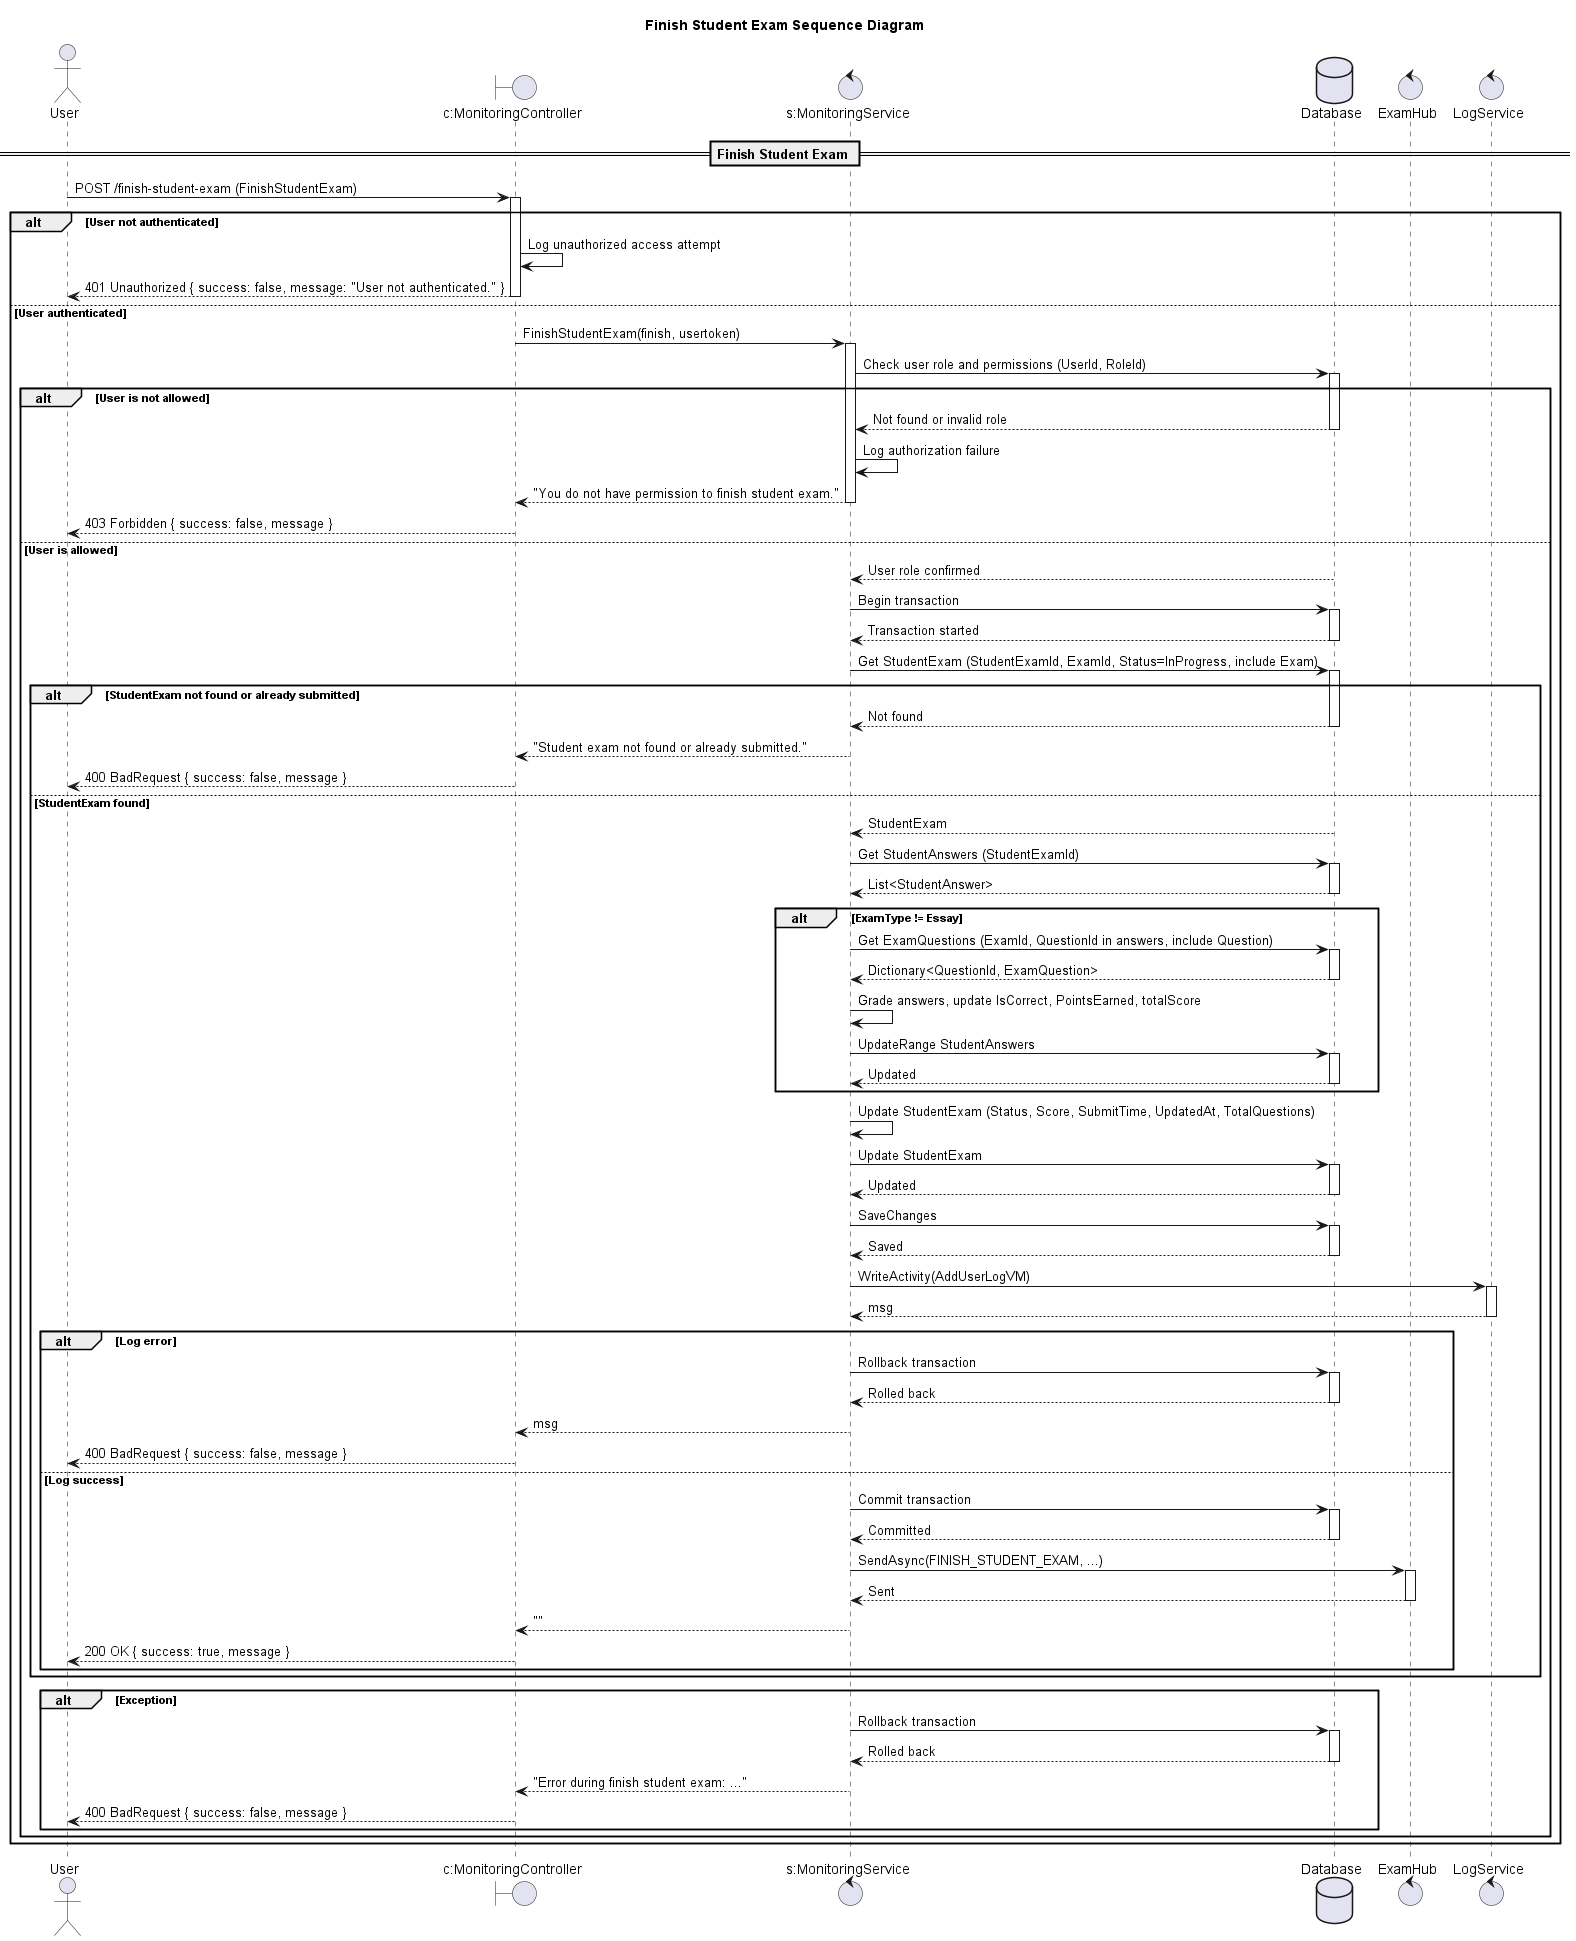 Finish Student Exam Sequence Diagram
User
c:MonitoringController
s:MonitoringService
Database
ExamHub
LogService
Finish Student Exam
POST /finish-student-exam (FinishStudentExam)
alt [User not authenticated]
Log unauthorized access attempt
401 Unauthorized { success: false, message: "User not authenticated." }
[User authenticated]
FinishStudentExam(finish, usertoken)
Check user role and permissions (UserId, RoleId)
alt [User is not allowed]
Not found or invalid role
Log authorization failure
"You do not have permission to finish student exam."
403 Forbidden { success: false, message }
[User is allowed]
User role confirmed
Begin transaction
Transaction started
Get StudentExam (StudentExamId, ExamId, Status=InProgress, include Exam)
alt [StudentExam not found or already submitted]
Not found
"Student exam not found or already submitted."
400 BadRequest { success: false, message }
[StudentExam found]
StudentExam
Get StudentAnswers (StudentExamId)
List<StudentAnswer>
alt [ExamType != Essay]
Get ExamQuestions (ExamId, QuestionId in answers, include Question)
Dictionary<QuestionId, ExamQuestion>
Grade answers, update IsCorrect, PointsEarned, totalScore
UpdateRange StudentAnswers
Updated
Update StudentExam (Status, Score, SubmitTime, UpdatedAt, TotalQuestions)
Update StudentExam
Updated
SaveChanges
Saved
WriteActivity(AddUserLogVM)
msg
alt [Log error]
Rollback transaction
Rolled back
msg
400 BadRequest { success: false, message }
[Log success]
Commit transaction
Committed
SendAsync(FINISH_STUDENT_EXAM, ...)
Sent
""
200 OK { success: true, message }
alt [Exception]
Rollback transaction
Rolled back
"Error during finish student exam: ..."
400 BadRequest { success: false, message }
User
c:MonitoringController
s:MonitoringService
Database
ExamHub
LogService